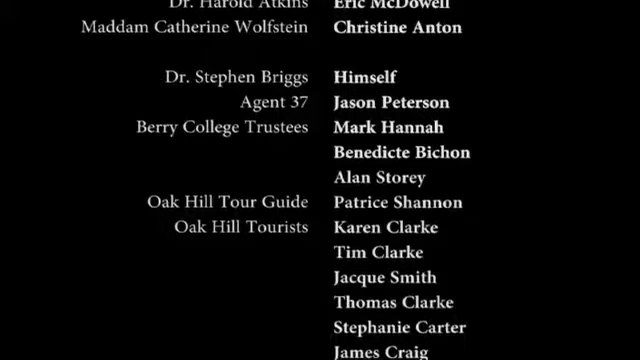 Dr. Harold Atkins Eric McDowell
Maddam Catherine Wolfstein Christine Anton
Dr. Stephen Briggs Himself
Agent 37 Jason Peterson
Berry College Trustees Mark Hannah
Benedicte Bichon
Alan Storey
Oak Hill Tour Guide Patrice Shannon
Oak Hill Tourists Karen Clarke
Tim Clarke
Jacque Smith
Thomas Clarke
Stephanie Carter
James Craig